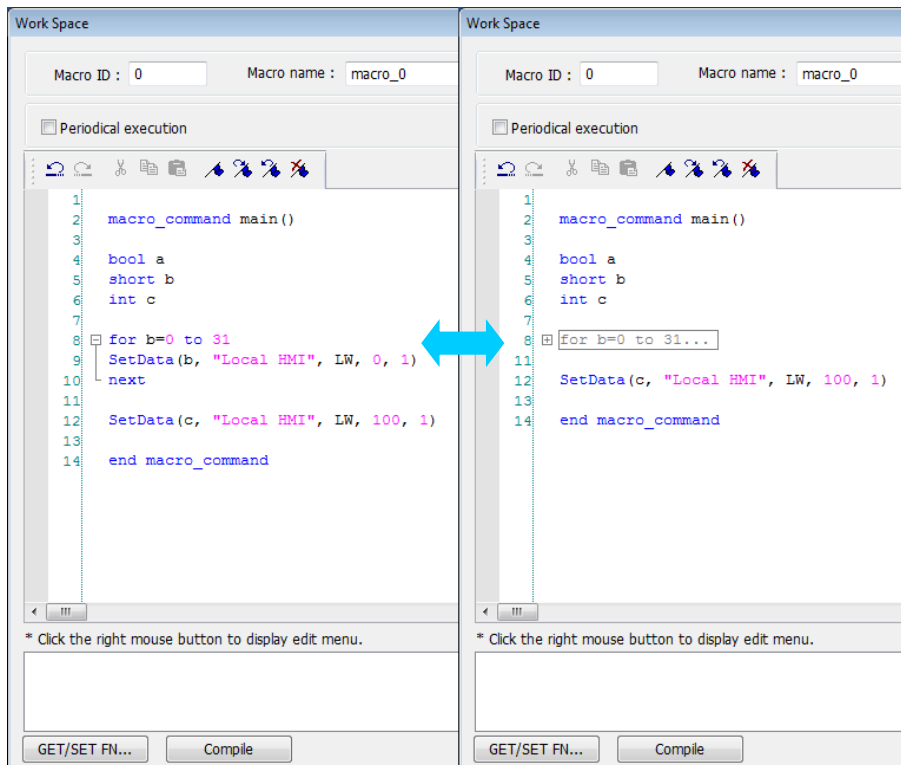 Work Space
Macro ID : 0 Macro name : macro_0
Periodical execution
1
2 macro_command main()
3
4 bool a
5 short b
6 int c
7
8 for b=0 to 31
9 SetData(b, "Local HMI", LW, 0, 1)
10 next
11
12 SetData(c, "Local HMI", LW, 100, 1)
13
14 end macro_command
* Click the right mouse button to display edit menu.
GET/SET FN... Compile
Work Space
Macro ID : 0 Macro name : macro_0
Periodical execution
1
2 macro_command main()
3
4 bool a
5 short b
6 int c
7
8 for b=0 to 31...
11
12 SetData(c, "Local HMI", LW, 100, 1)
13
14 end macro_command
* Click the right mouse button to display edit menu.
GET/SET FN... Compile